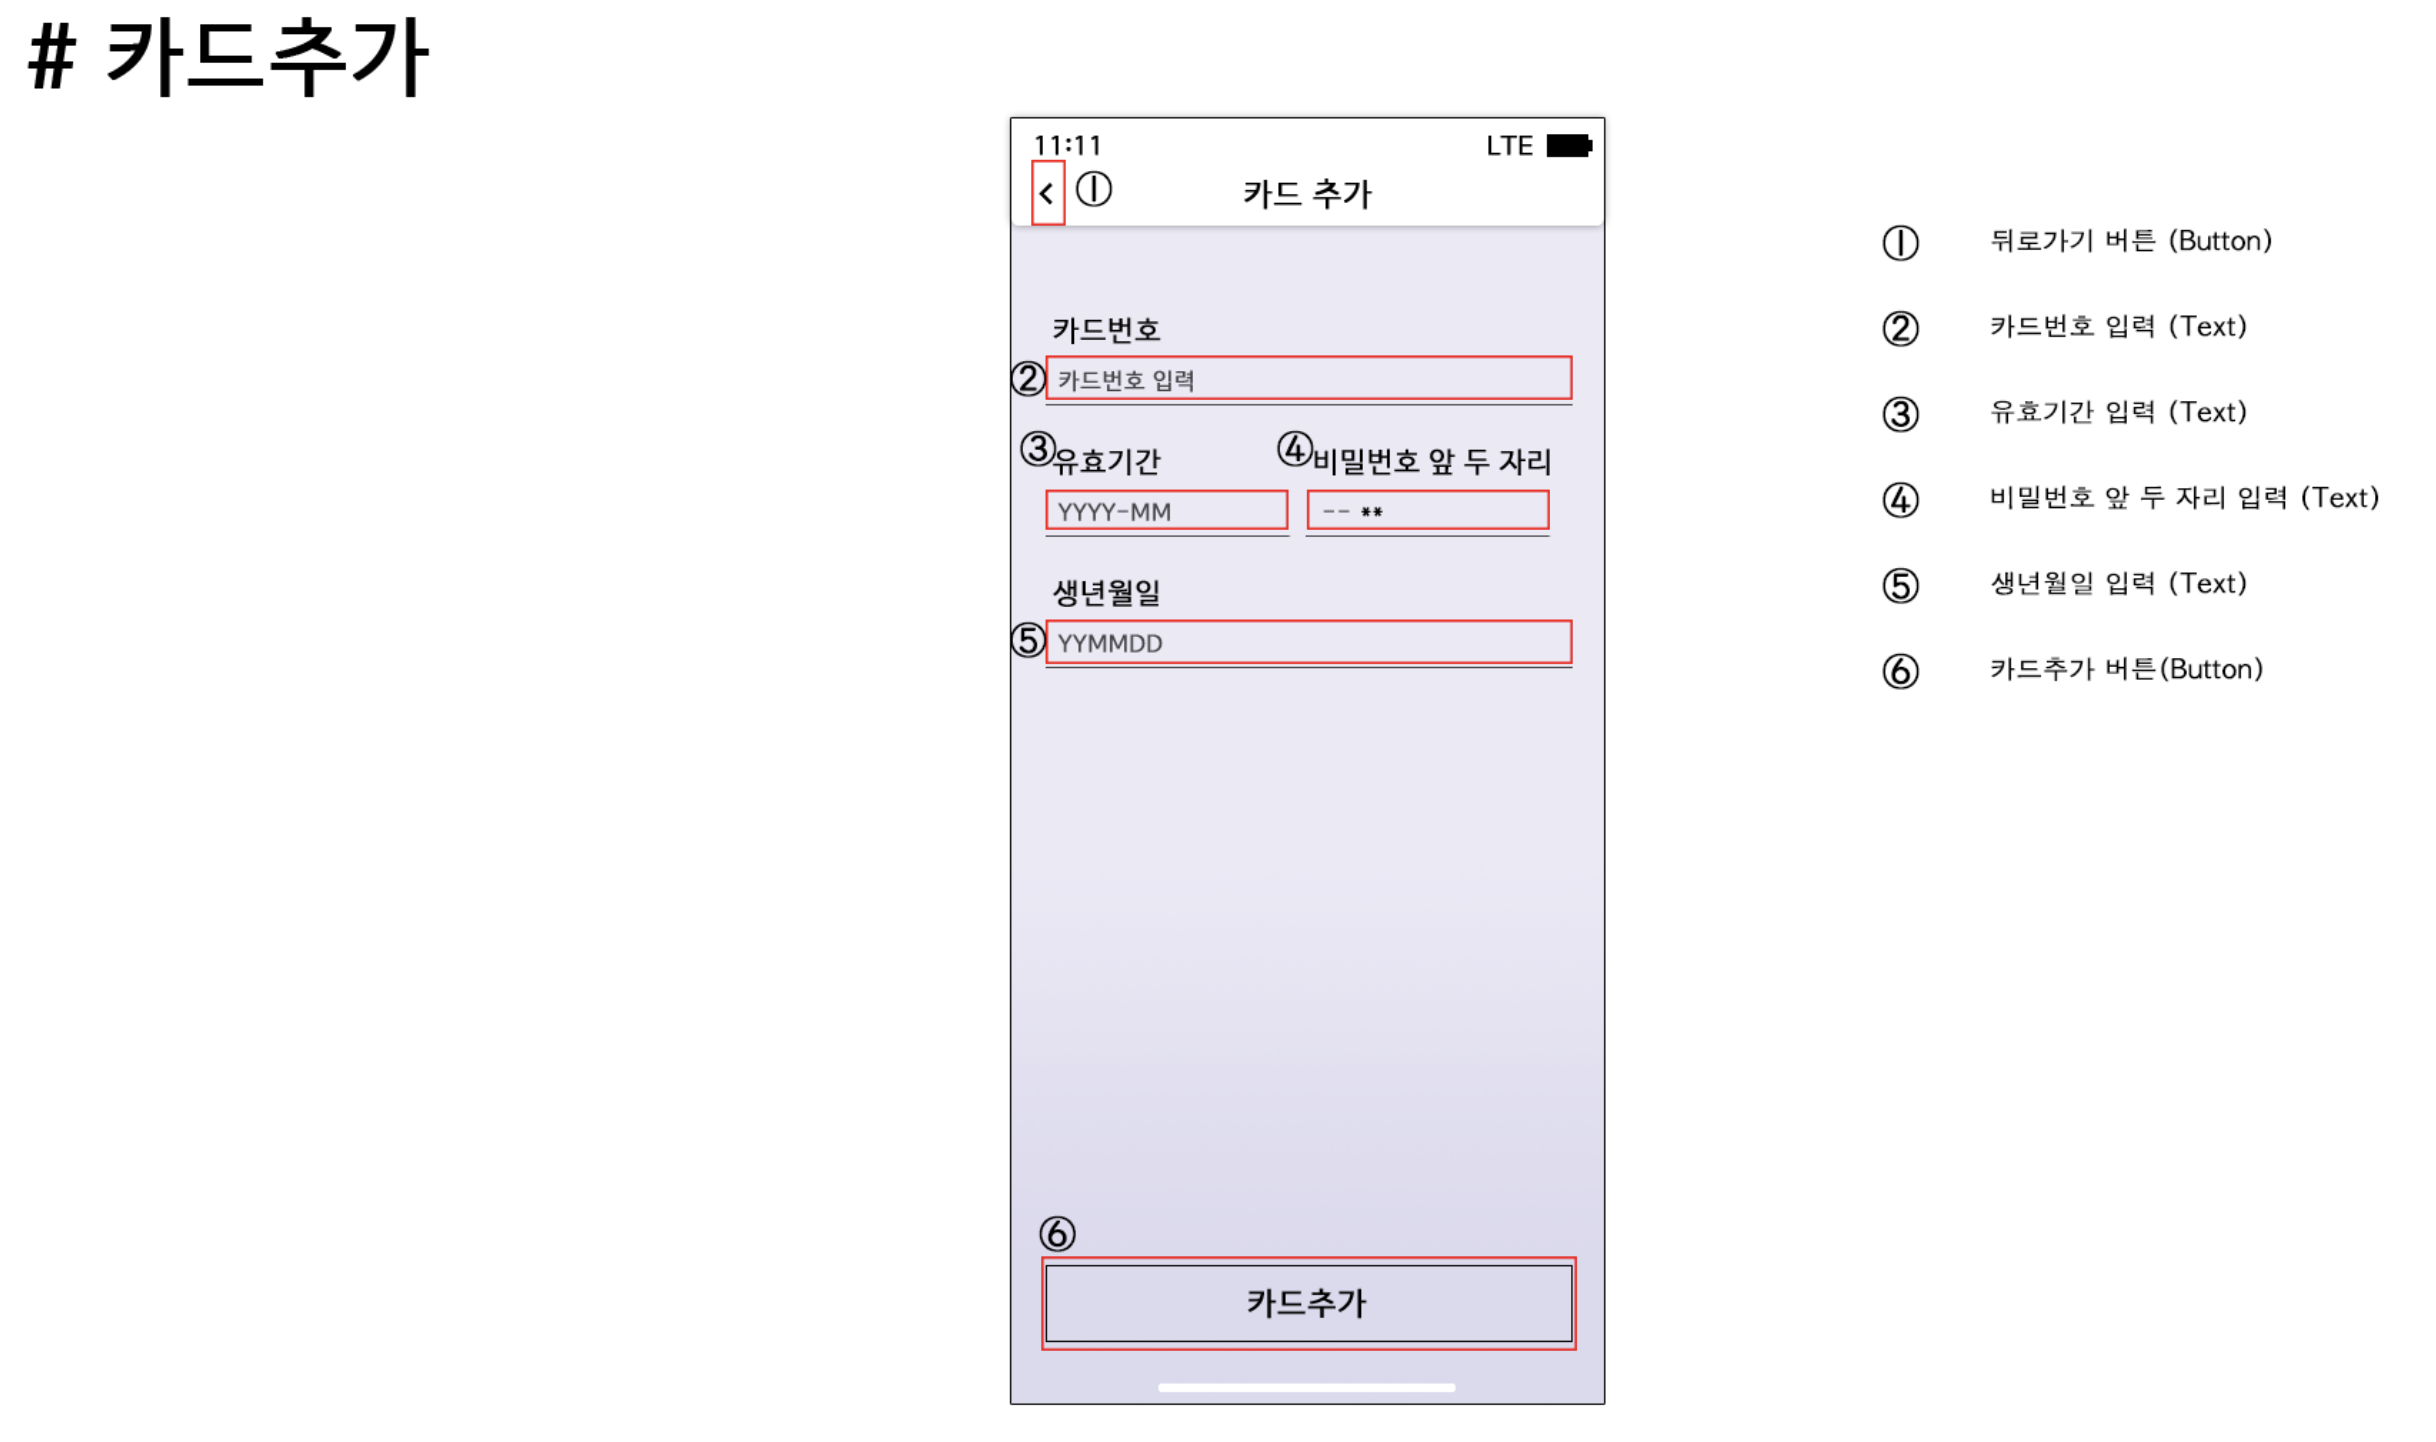 # 카드추가
11:11 LTE
< ① 카드 추가
카드번호
② 카드번호 입력
③ 유효기간 ④ 비밀번호 앞 두 자리
YYYY-MM -- **
생년월일
⑤ YYMMDD
⑥
카드추가
① 뒤로가기 버튼 (Button)
② 카드번호 입력 (Text)
③ 유효기간 입력 (Text)
④ 비밀번호 앞 두 자리 입력 (Text)
⑤ 생년월일 입력 (Text)
⑥ 카드추가 버튼(Button)